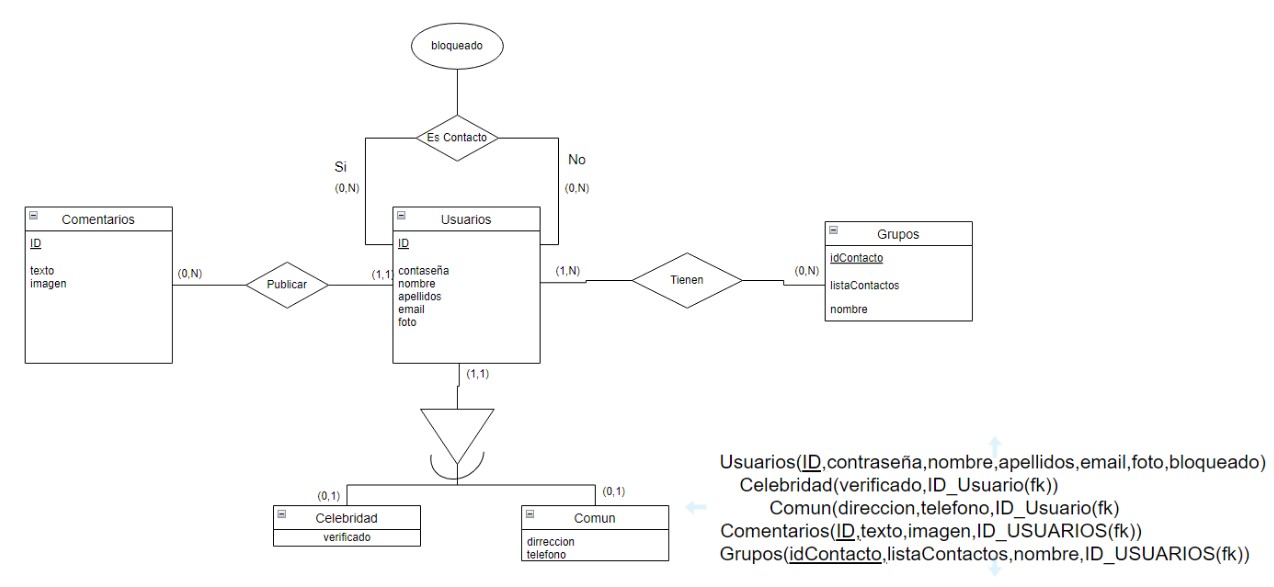 bloqueado
Es Contacto
Si
No
(0,N)
(0,N)
Comentarios
ID
texto
imagen
(0,N)
Publicar
(1,1)
Usuarios
ID
contaseña
nombre
apellidos
email
foto
(1,N)
Tienen
(0,N)
Grupos
idContacto
listaContactos
nombre
(1,1)
(0,1)
(0,1)
Celebridad
verificado
Comun
dirreccion
telefono
Usuarios(ID,contraseña,nombre,apellidos,email,foto,bloqueado)
Celebridad(verificado,ID_Usuario(fk))
Comun(direccion,telefono,ID_Usuario(fk)
Comentarios(ID,texto,imagen,ID_USUARIOS(fk))
Grupos(idContacto,listaContactos,nombre,ID_USUARIOS(fk))